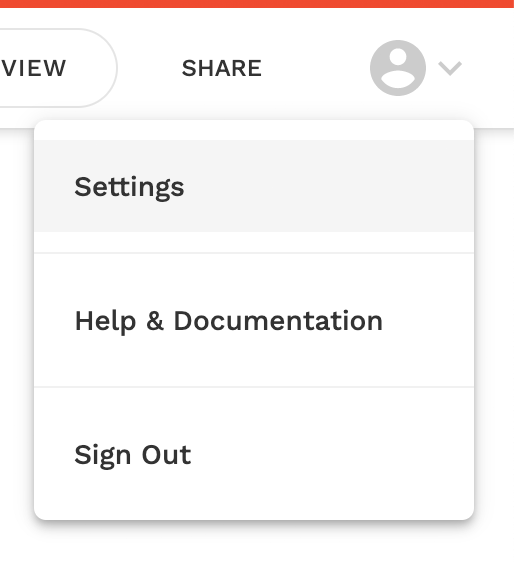 VIEW
SHARE
Settings
Help & Documentation
Sign Out